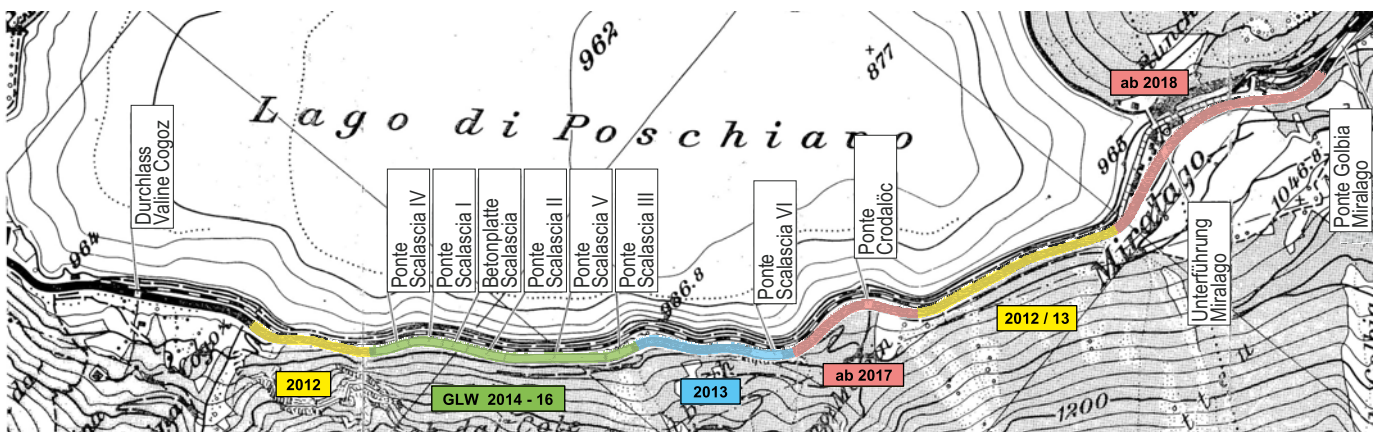 962
877
Lago di Poschiavo
ab 2018
965
Miralago
1046.8
Ponte Golbia
Miralago
Durchlass
Valine Cogoz
964
Ponte
Scalascia IV
Ponte
Scalascia I
Betonplatte
Scalascia
Ponte
Scalascia II
Ponte
Scalascia V
Ponte
Scalascia III
986.8
Ponte
Scalascia VI
Ponte
Crodalöc
Unterführung
Miralago
2012
GLW 2014 - 16
2013
ab 2017
2012 / 13
1200